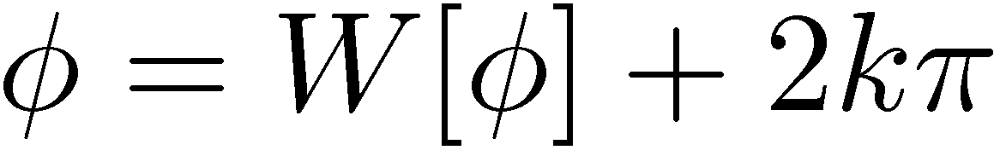 ϕ = W[ϕ] + 2kπ